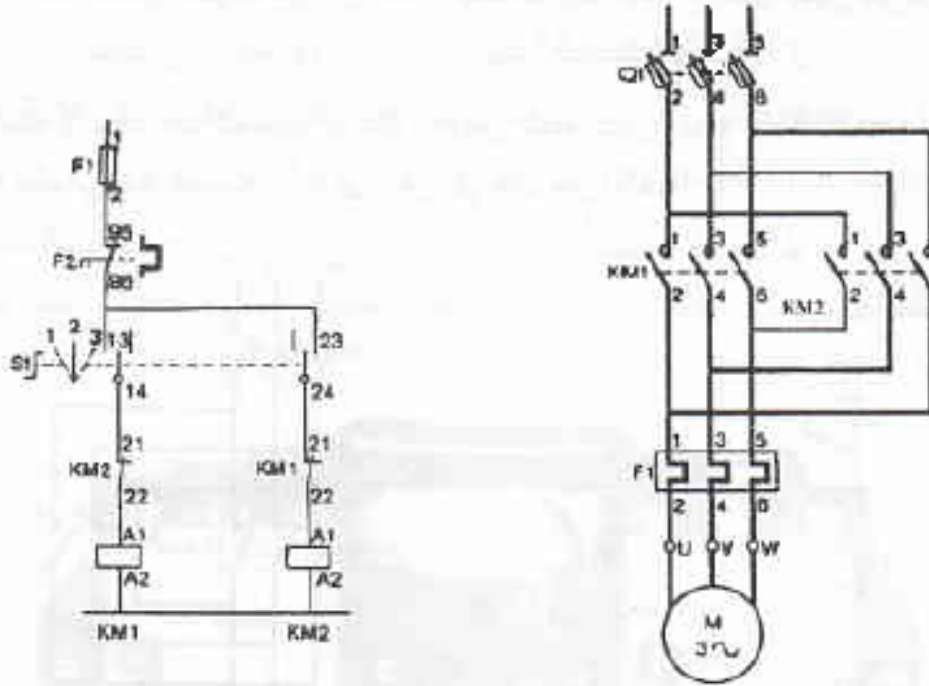 1
F1
2
95
F2
96
1 2 3 13 23
S1
14 24
21 21
KM2 KM1
22 22
A1 A1
A2 A2
KM1 KM2
1 3 5
Q1
2 4 6
1 3 5 1 3
KM1
2 4 6 KM2 2 4
1 3 5
F1
2 4 6
U V W
M
3